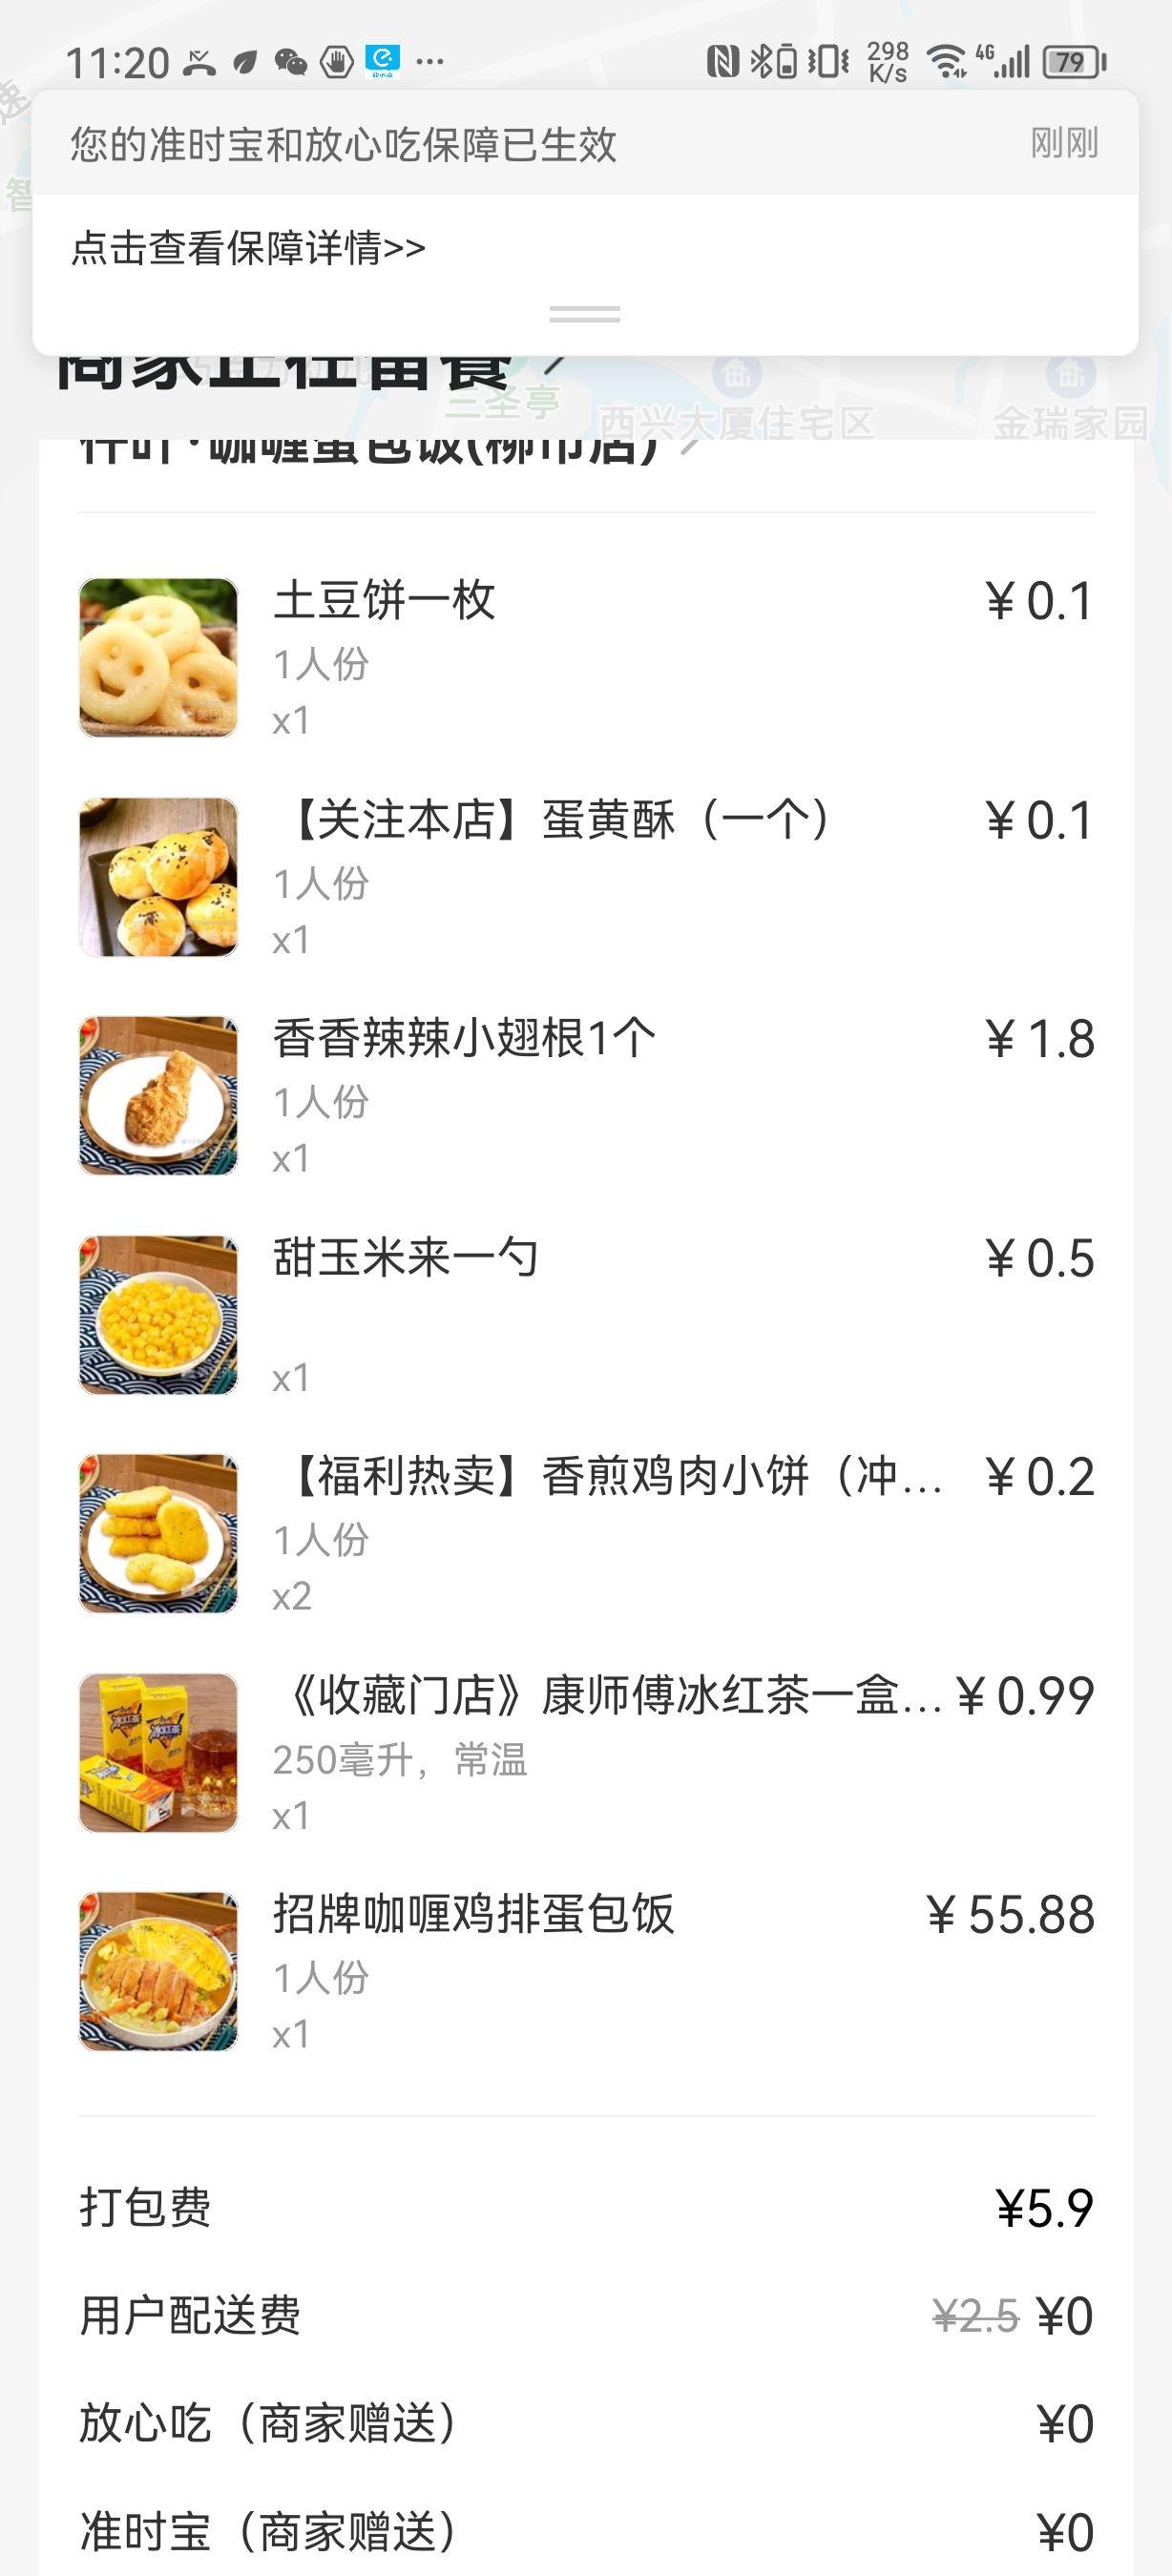 11:20
298
K/s
4G
79
您的准时宝和放心吃保障已生效 刚刚
点击查看保障详情>>
商家正在备餐
三圣亭
西兴大厦住宅区
金瑞家园
咖喱蛋包饭(柳市店)
土豆饼一枚 ¥0.1
1人份
x1
【关注本店】蛋黄酥（一个） ¥0.1
1人份
x1
香香辣辣小翅根1个 ¥1.8
1人份
x1
甜玉米来一勺 ¥0.5
x1
【福利热卖】香煎鸡肉小饼（冲... ¥0.2
1人份
x2
《收藏门店》康师傅冰红茶一盒... ¥0.99
250毫升，常温
x1
招牌咖喱鸡排蛋包饭 ¥55.88
1人份
x1
打包费 ¥5.9
用户配送费 ¥2.5 ¥0
放心吃（商家赠送） ¥0
准时宝（商家赠送） ¥0